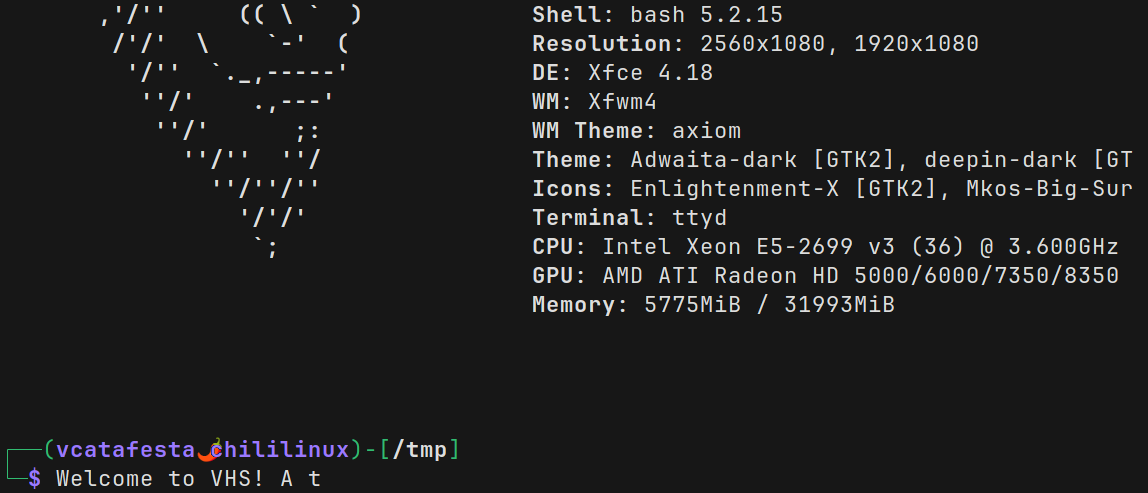 Shell: bash 5.2.15
Resolution: 2560x1080, 1920x1080
DE: Xfce 4.18
WM: Xfwm4
WM Theme: axiom
Theme: Adwaita-dark [GTK2], deepin-dark [GT
Icons: Enlightenment-X [GTK2], Mkos-Big-Sur
Terminal: ttyd
CPU: Intel Xeon E5-2699 v3 (36) @ 3.600GHz
GPU: AMD ATI Radeon HD 5000/6000/7350/8350
Memory: 5775MiB / 31993MiB
(vcatafesta🌶chililinux)-[/tmp]
$ Welcome to VHS! A t